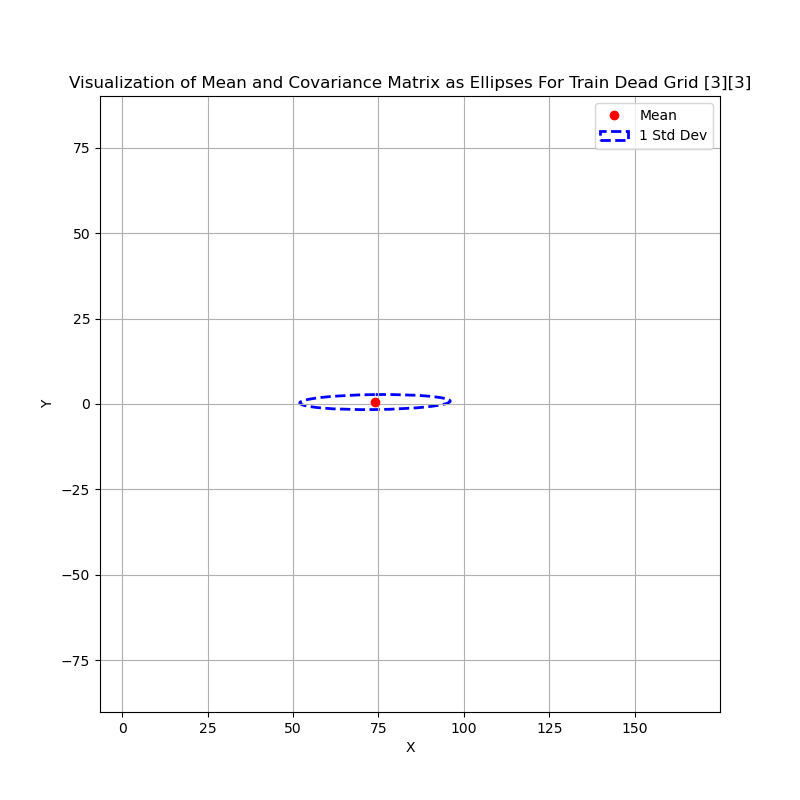 Visualization of Mean and Covariance Matrix as Ellipses For Train Dead Grid [3][3]
Mean
1 Std Dev
75
50
25
0
−25
−50
−75
Y
0 25 50 75 100 125 150
X